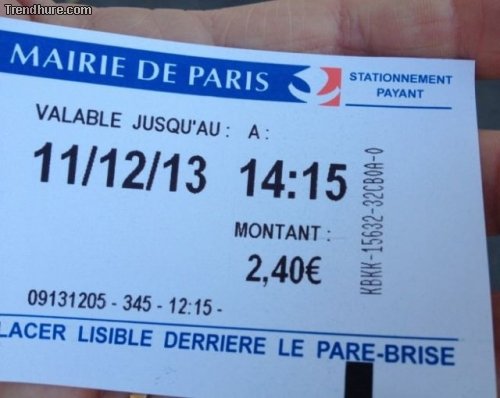 Trendhure.com
MAIRIE DE PARIS
STATIONNEMENT
PAYANT
VALABLE JUSQU'AU : A :
11/12/13 14:15
MONTANT :
2,40€
KBKK-15632-32CB0A-0
09131205 - 345 - 12:15 -
LACER LISIBLE DERRIERE LE PARE-BRISE